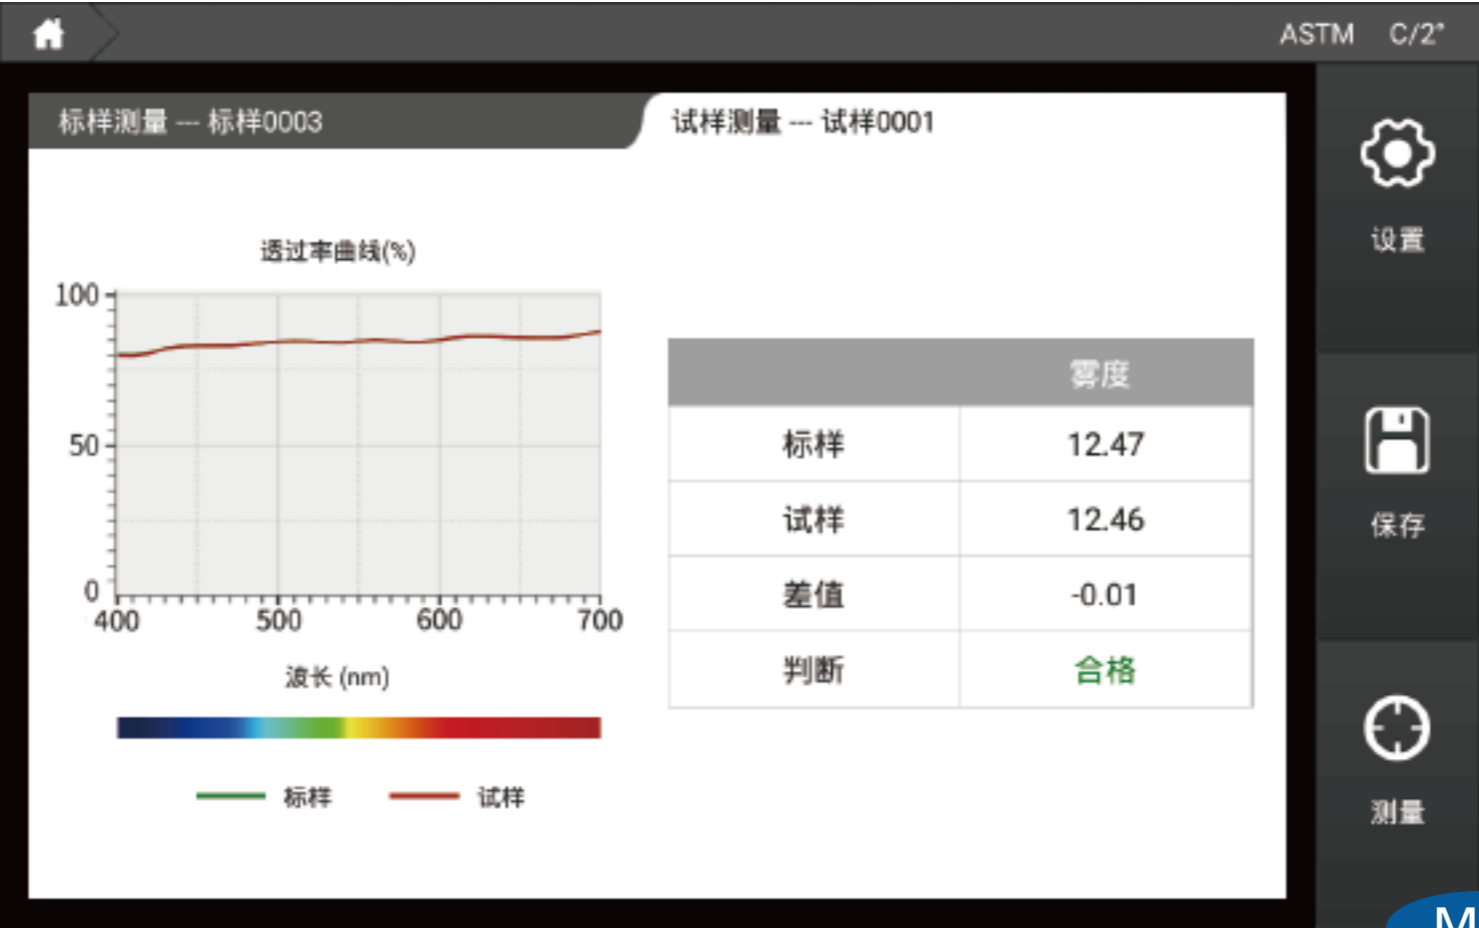 ASTM C/2°
标样测量 --- 标样0003
试样测量 --- 试样0001
设置
透过率曲线(%)
100
50
0
400 500 600 700
波长 (nm)
标样 试样
雾度
标样 12.47
试样 12.46
差值 -0.01
判断 合格
保存
测量
M